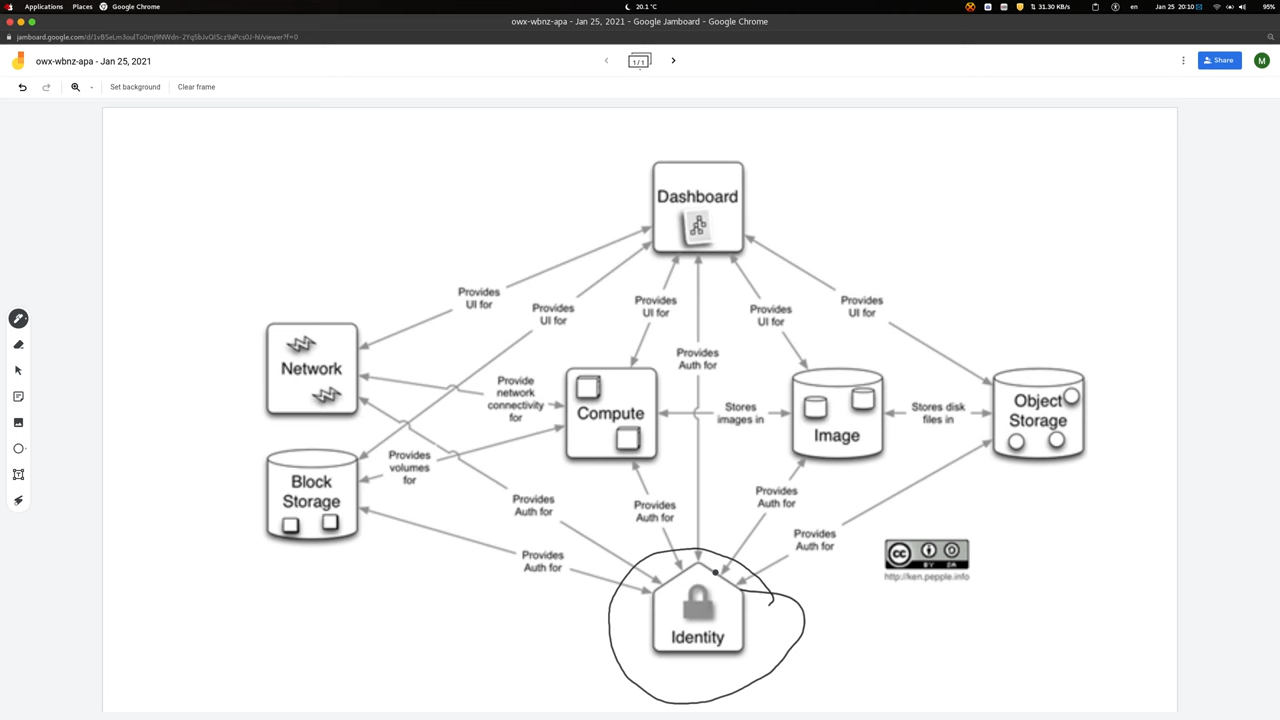 Applications Places Google Chrome 20.1 °C 31.30 KB/s en Jan 25 20:10 95%
owx-wbnz-apa - Jan 25, 2021 - Google Jamboard - Google Chrome
owx-wbnz-apa - Jan 25, 2021
1 / 1
Share
M
Set background Clear frame
Dashboard
Provides
UI for
Provides
UI for
Provides
UI for
Provides
UI for
Provides
UI for
Network
Provides
Auth for
Provide
network
connectivity
for
Compute
Stores
images in
Image
Stores disk
files in
Object
Storage
Block
Storage
Provides
volumes
for
Provides
Auth for
Provides
Auth for
Provides
Auth for
Provides
Auth for
Provides
Auth for
cc
BY
http://ken.pepple.info
Identity